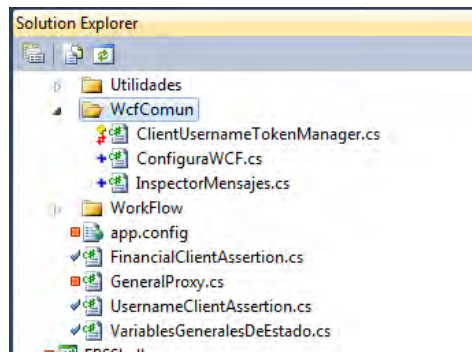 Solution Explorer
Utilidades
WcfComun
ClientUsernameTokenManager.cs
ConfiguraWCF.cs
InspectorMensajes.cs
WorkFlow
app.config
FinancialClientAssertion.cs
GeneralProxy.cs
UsernameClientAssertion.cs
VariablesGeneralesDeEstado.cs